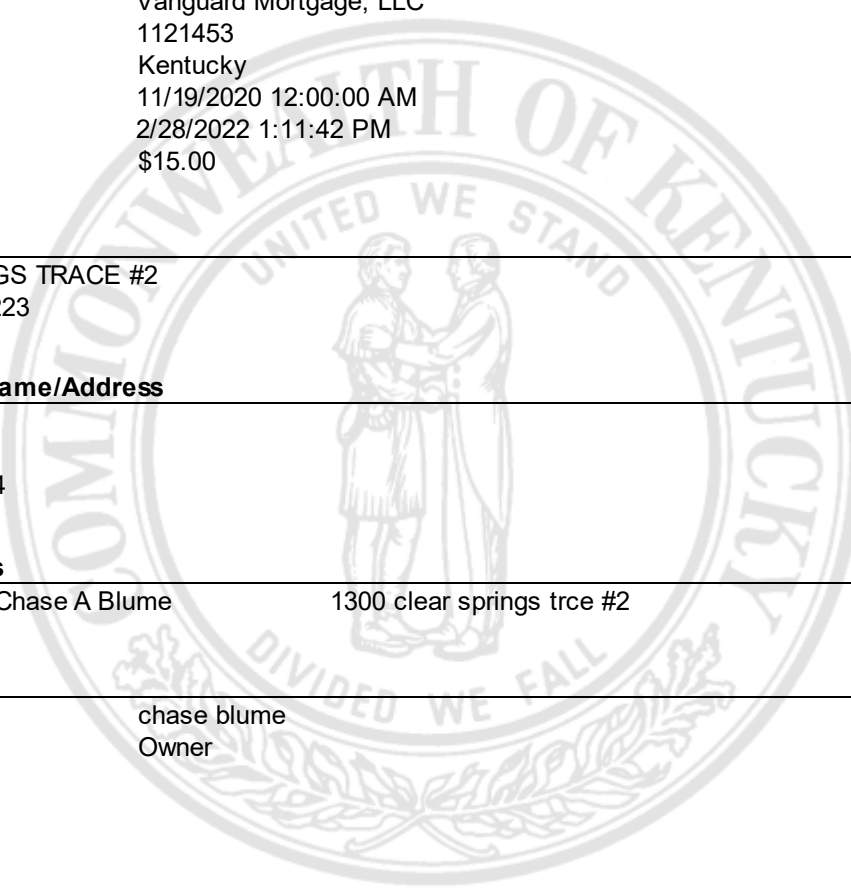 Vanguard Mortgage, LLC
1121453
Kentucky
11/19/2020 12:00:00 AM
2/28/2022 1:11:42 PM
$15.00
GS TRACE #2
223
ame/Address
4
s
Chase A Blume 1300 clear springs trce #2
chase blume
Owner
COMMONWEALTH OF KENTUCKY
UNITED WE STAND
DIVIDED WE FALL